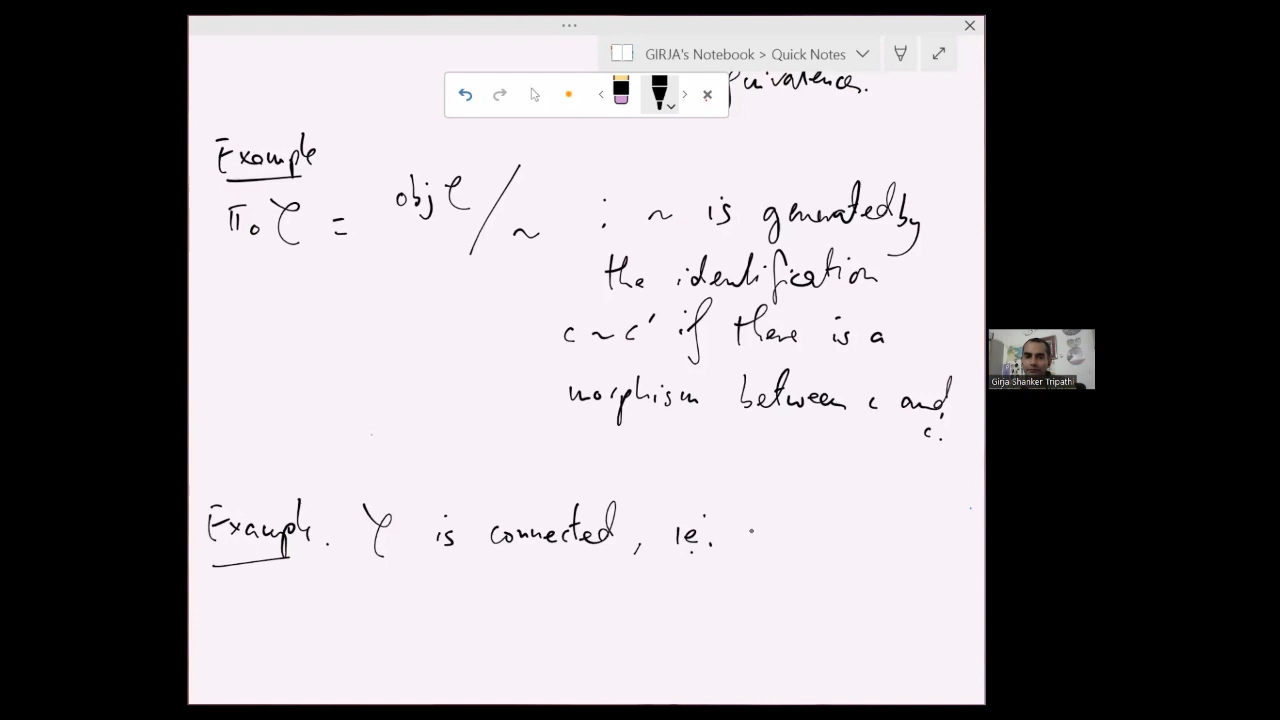 GIRJA's Notebook > Quick Notes
Example
π₀ 𝒞 = obj 𝒞 / ~ : ~ is generated by
the identification
c ~ c' if there is a
morphism between c and
c'.
Example. 𝒞 is connected, ie.
Girja Shanker Tripathi